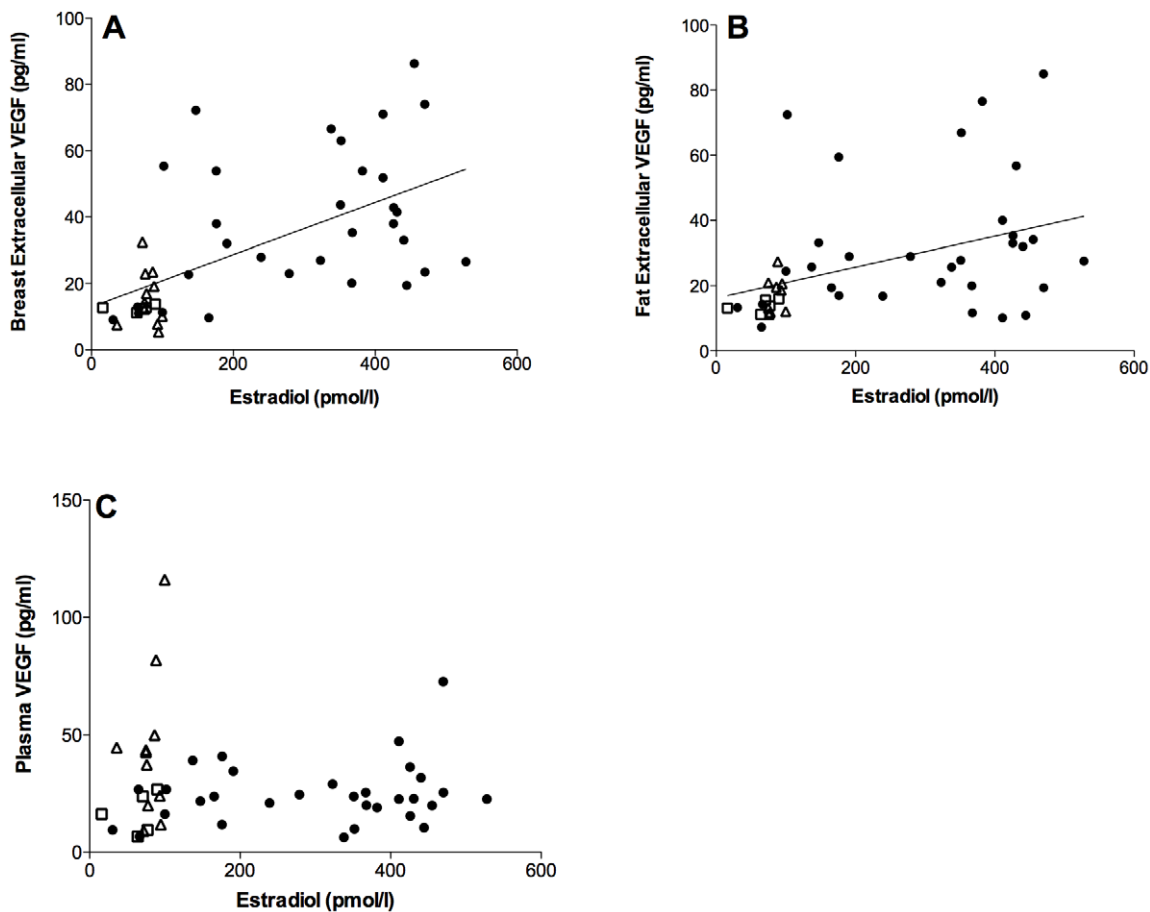 A
Breast Extracellular VEGF (pg/ml)
100
80
60
40
20
0
0 200 400 600
Estradiol (pmol/l)
B
Fat Extracellular VEGF (pg/ml)
100
80
60
40
20
0
0 200 400 600
Estradiol (pmol/l)
C
Plasma VEGF (pg/ml)
150
100
50
0
0 200 400 600
Estradiol (pmol/l)